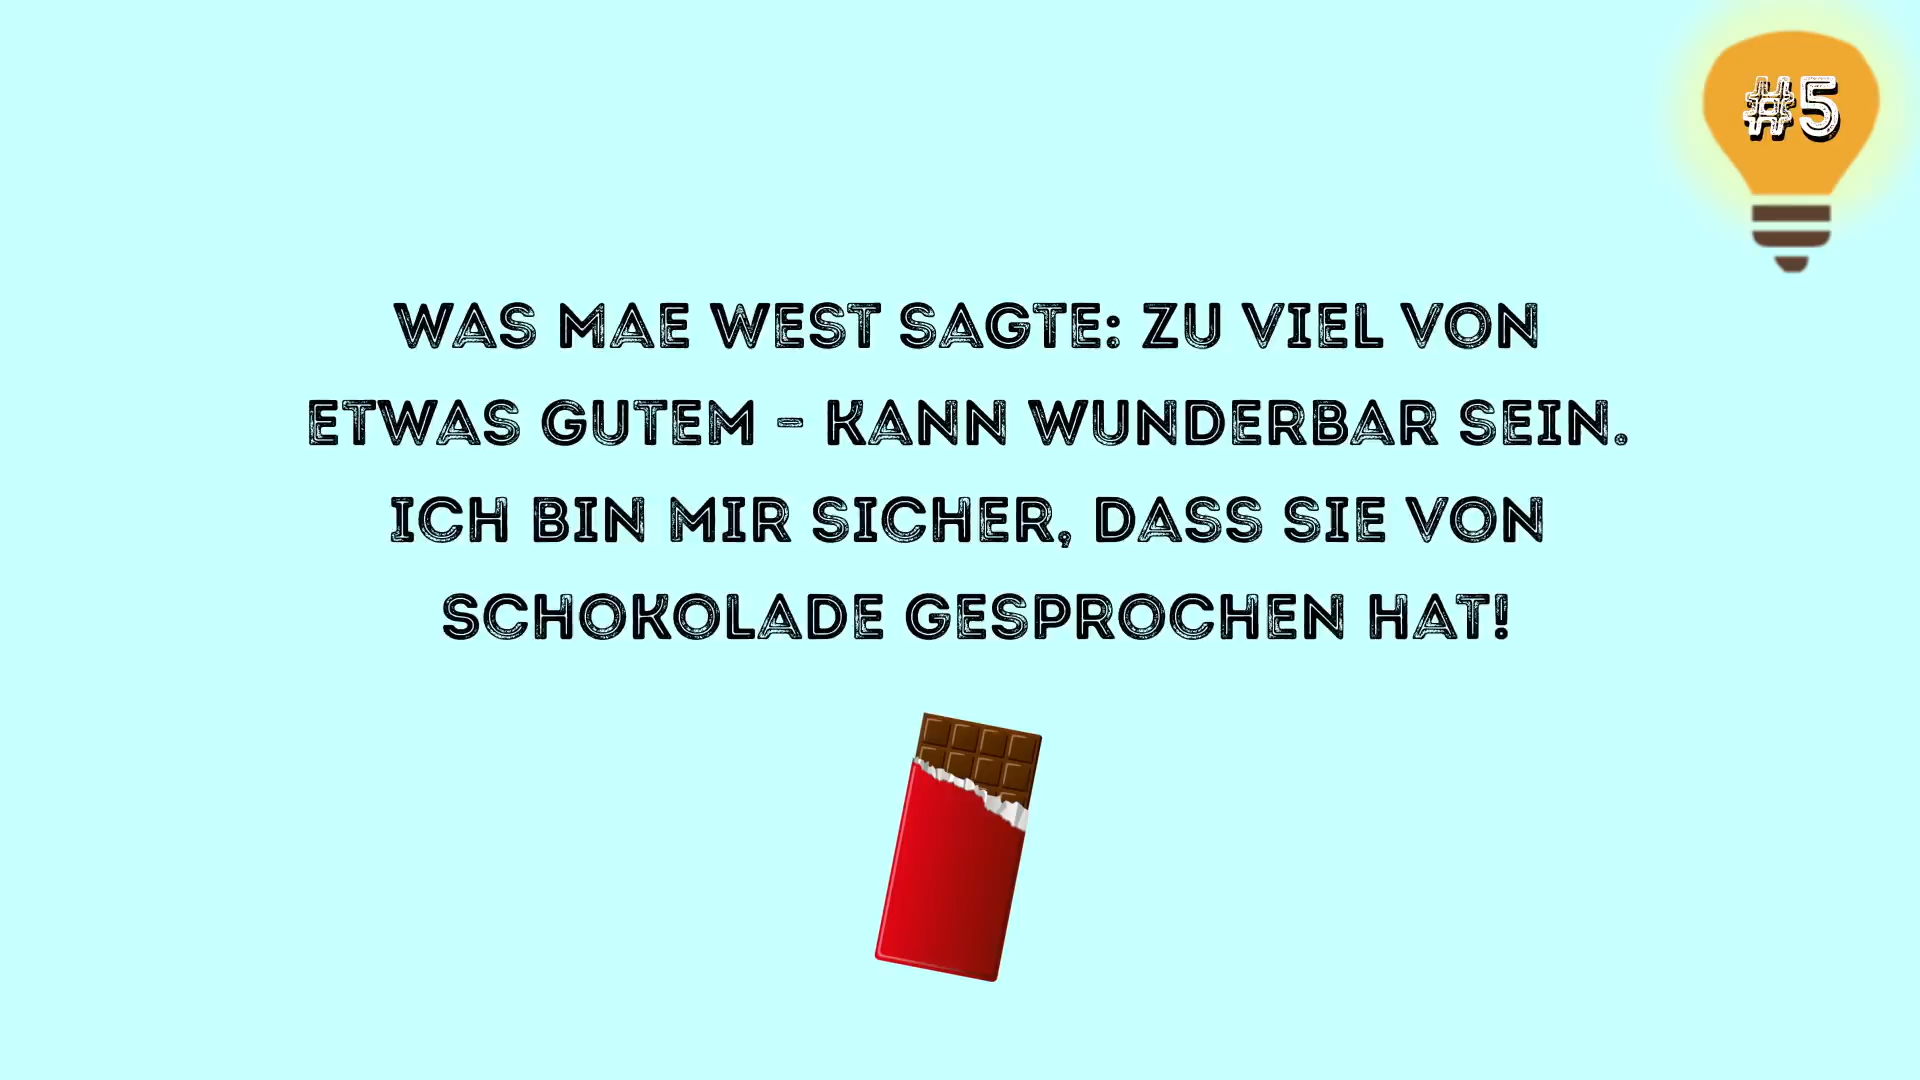 #5
WAS MAE WEST SAGTE: ZU VIEL VON
ETWAS GUTEM - KANN WUNDERBAR SEIN.
ICH BIN MIR SICHER, DASS SIE VON
SCHOKOLADE GESPROCHEN HAT!